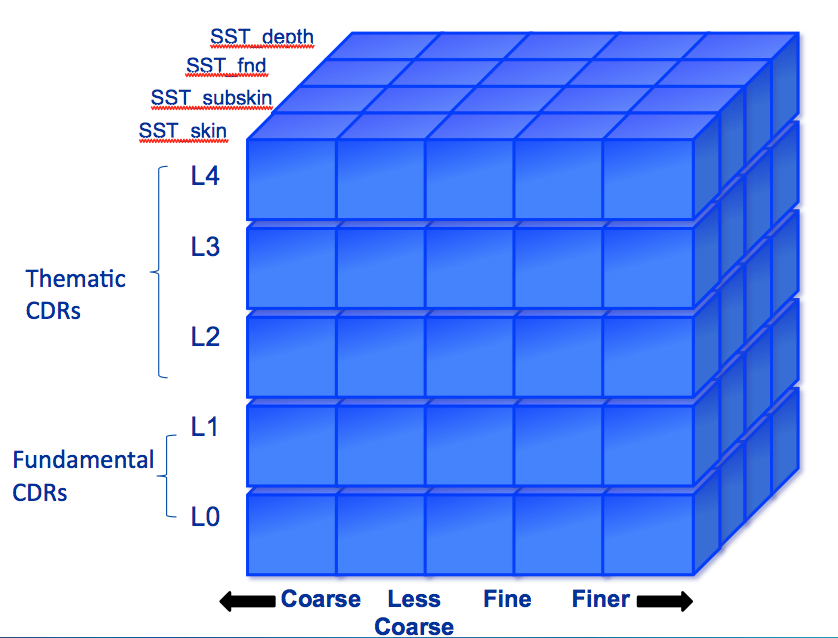 SST_depth
SST_fnd
SST_subskin
SST_skin
L4
L3
Thematic
CDRs
L2
L1
Fundamental
CDRs
L0
Coarse Less Fine Finer
Coarse